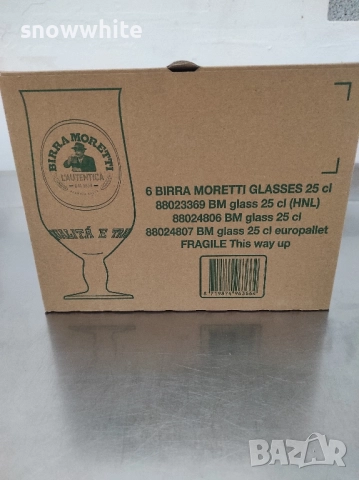 snowwhite
BIRRA MORETTI
L'AUTENTICA
6 BIRRA MORETTI GLASSES 25 cl
88023369 BM glass 25 cl (HNL)
88024806 BM glass 25 cl
88024807 BM glass 25 cl europallet
FRAGILE This way up
BAZAR